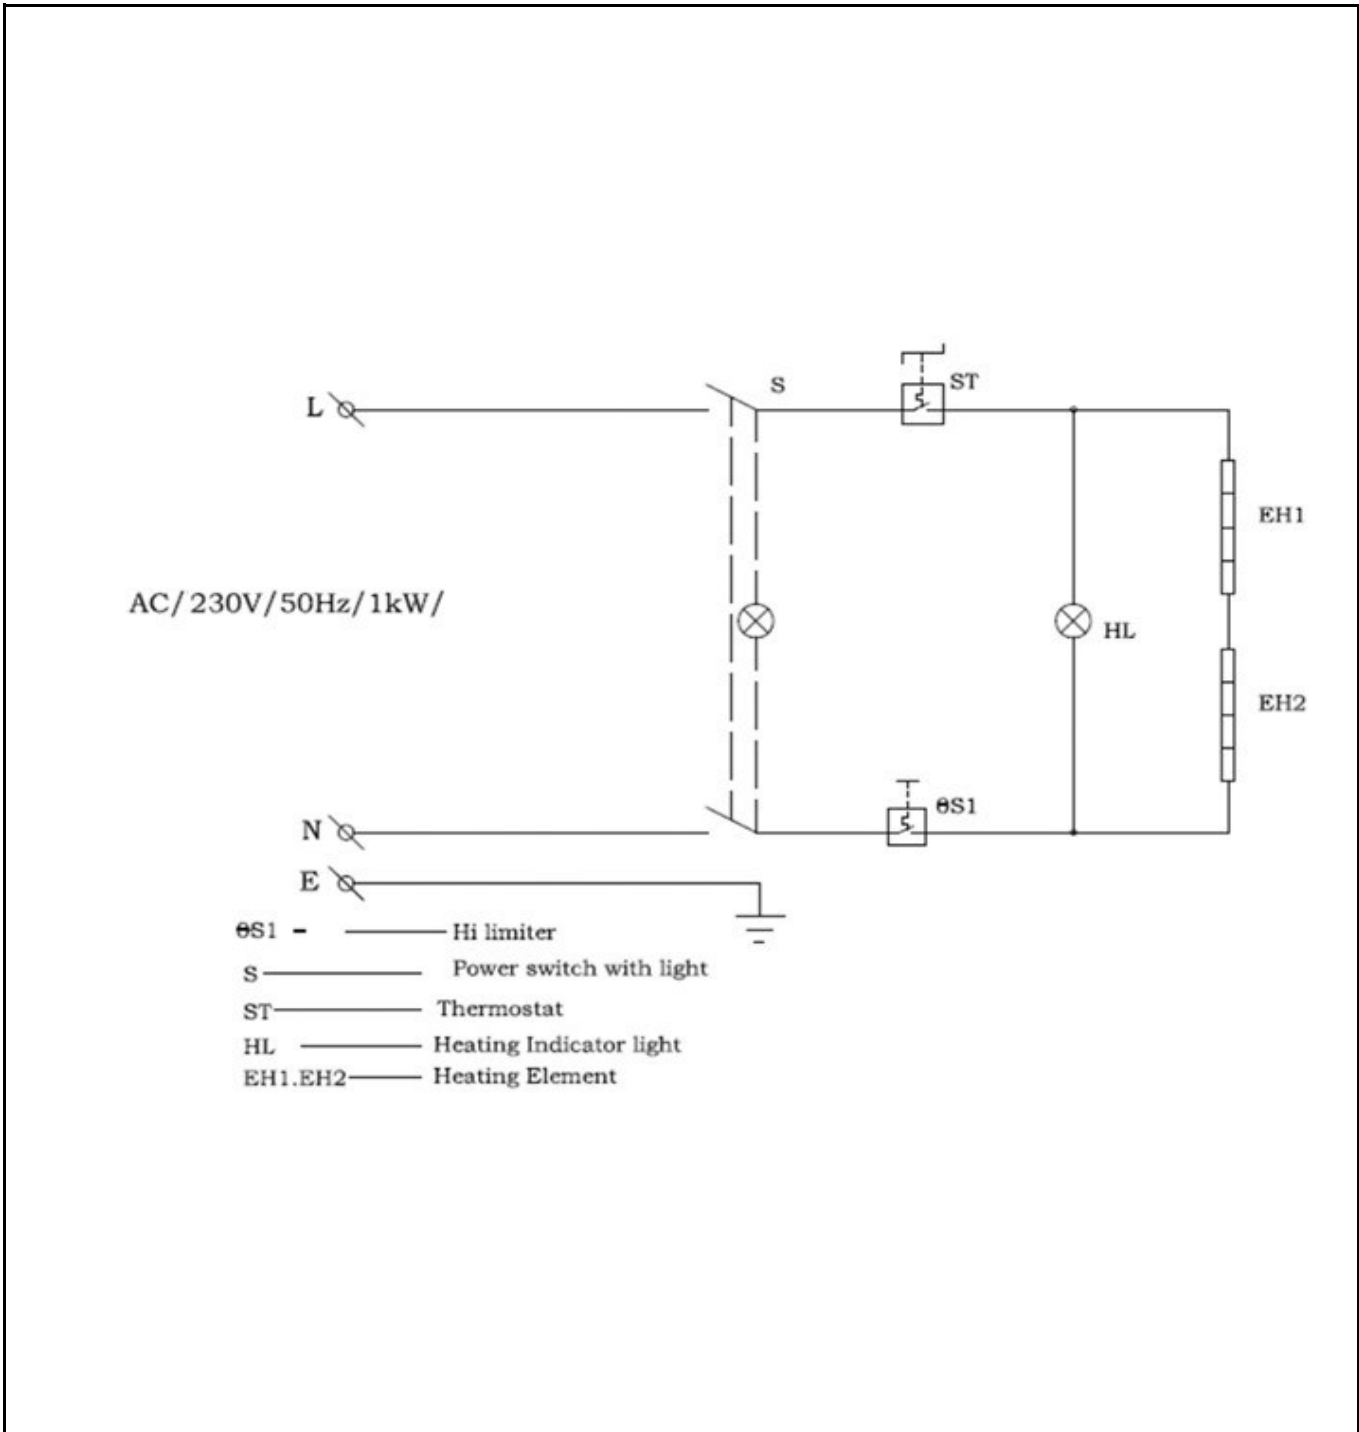 S
ST
L
EH1
AC/230V/50Hz/1kW/
HL
EH2
θS1
N
E
θS1 - Hi limiter
S Power switch with light
ST Thermostat
HL Heating Indicator light
EH1.EH2 Heating Element